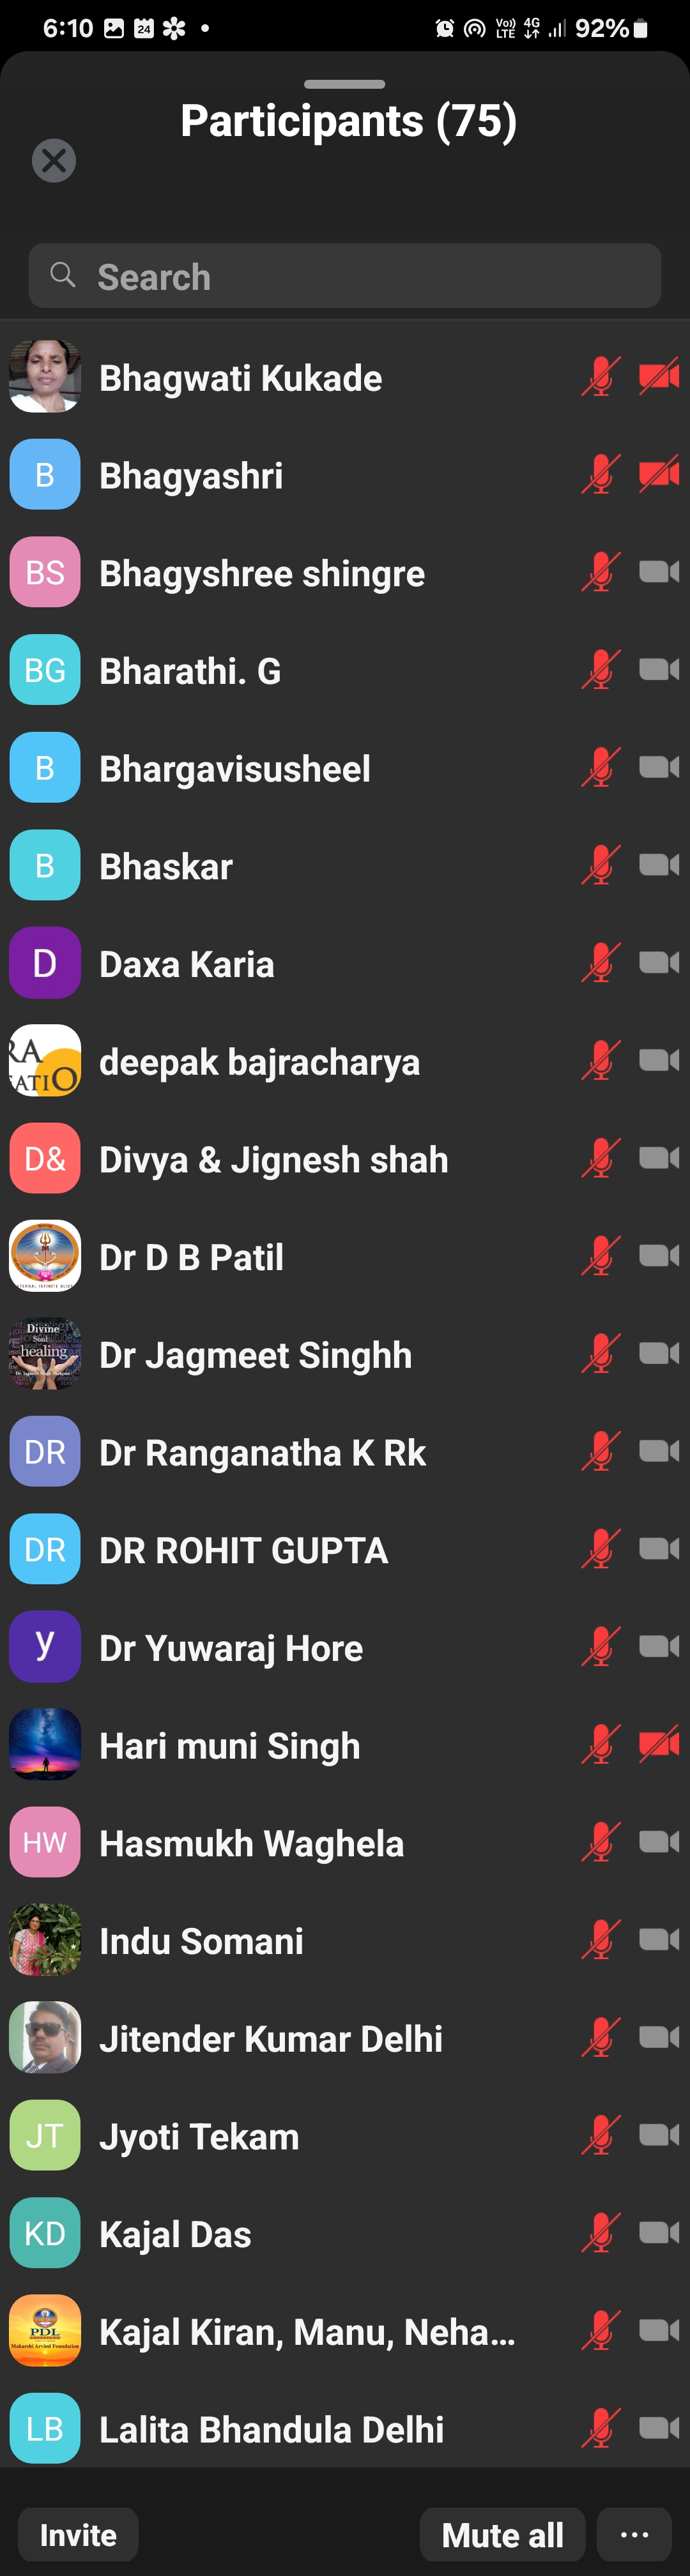 6:10 24 Vo)) LTE 4G 92%
Participants (75)
Search
Bhagwati Kukade
B Bhagyashri
BS Bhagyshree shingre
BG Bharathi. G
B Bhargavisusheel
B Bhaskar
D Daxa Karia
RA
ATIO
deepak bajracharya
D& Divya & Jignesh shah
Dr D B Patil
Divine
Soul
healing
Dr Jagmeet Singhh
DR Dr Ranganatha K Rk
DR DR ROHIT GUPTA
y Dr Yuwaraj Hore
Hari muni Singh
HW Hasmukh Waghela
Indu Somani
Jitender Kumar Delhi
JT Jyoti Tekam
KD Kajal Das
PDL
Maharshi Arvind Foundation
Kajal Kiran, Manu, Neha...
LB Lalita Bhandula Delhi
Invite Mute all